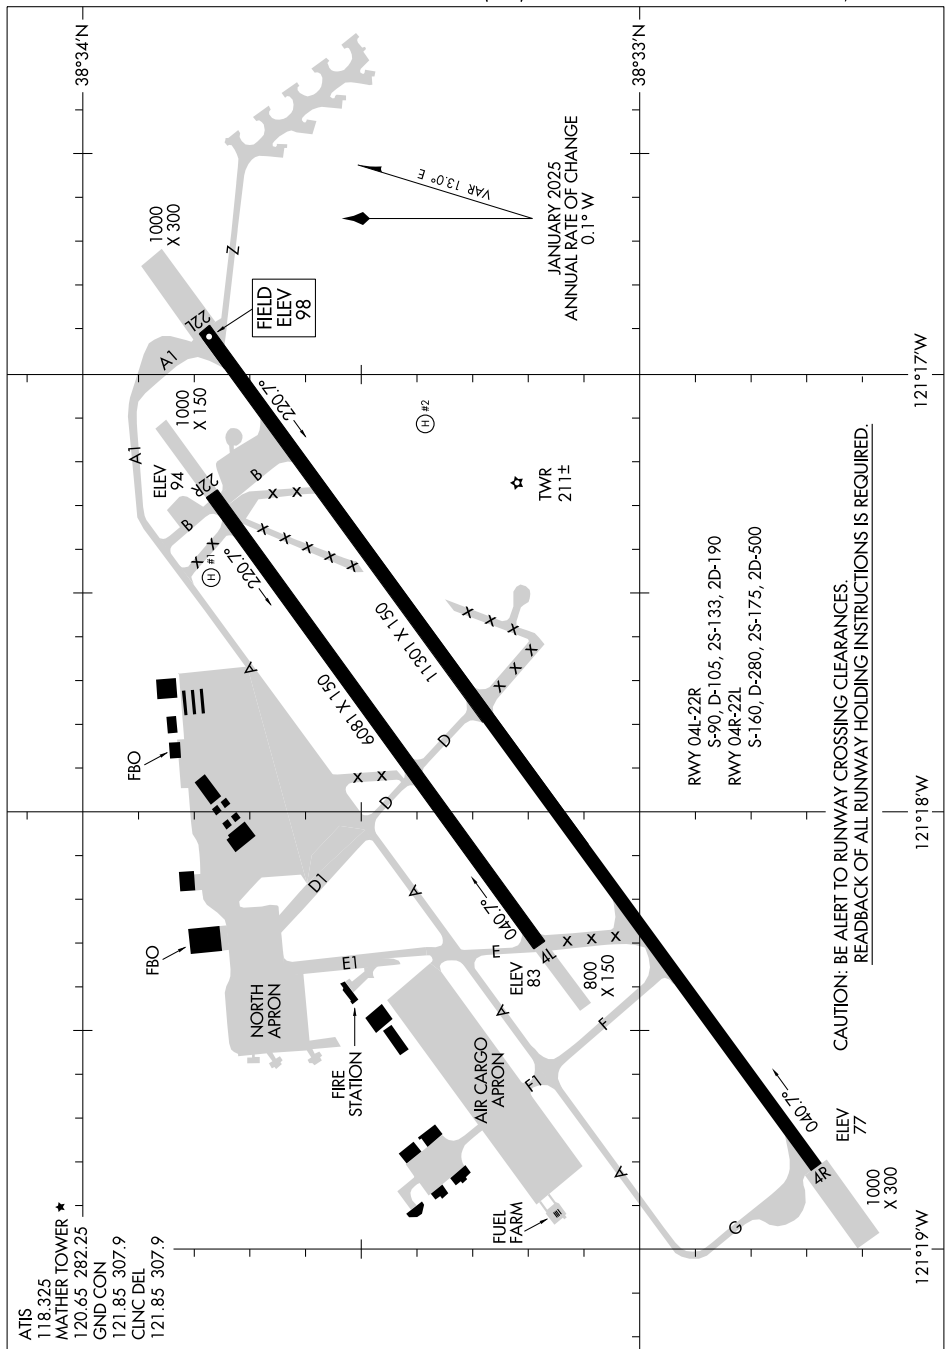 ATIS
118.325
MATHER TOWER ★
120.65 282.25
GND CON
121.85 307.9
CLNC DEL
121.85 307.9
38°34'N
38°33'N
121°17'W
121°18'W
121°19'W
JANUARY 2025
ANNUAL RATE OF CHANGE
0.1° W
VAR 13.0° E
1000
X 300
Z
FIELD
ELEV
98
22L
A1
A1
1000
X 150
ELEV
94
22R
B
B
X X
X X
X X X X X
H #1
H #2
220.7°
220.7°
TWR
211±
11301 X 150
6081 X 150
A
X X X
X X X
X
D
D
X X
D1
FBO
FBO
A
040.7°
4L
E
E1
ELEV
83
X X X
800
X 150
NORTH
APRON
FIRE
STATION
AIR CARGO
APRON
A
F
F1
A
FUEL
FARM
G
040.7°
4R
ELEV
77
1000
X 300
RWY 04L-22R
S-90, D-105, 2S-133, 2D-190
RWY 04R-22L
S-160, D-280, 2S-175, 2D-500
CAUTION: BE ALERT TO RUNWAY CROSSING CLEARANCES.
READBACK OF ALL RUNWAY HOLDING INSTRUCTIONS IS REQUIRED.